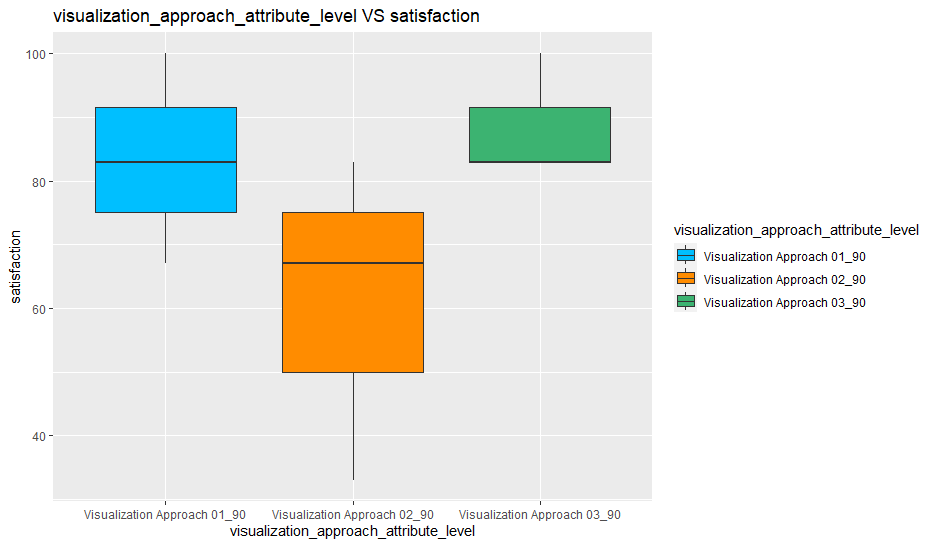 visualization_approach_attribute_level VS satisfaction
100
80
60
40
satisfaction
Visualization Approach 01_90
Visualization Approach 02_90
Visualization Approach 03_90
visualization_approach_attribute_level
visualization_approach_attribute_level
Visualization Approach 01_90
Visualization Approach 02_90
Visualization Approach 03_90